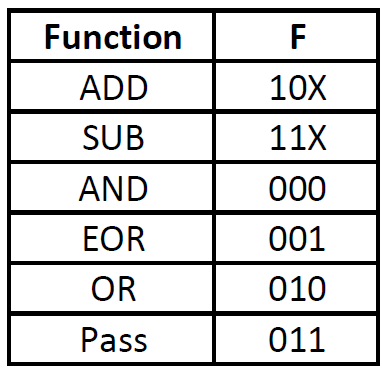 Function F
ADD 10X
SUB 11X
AND 000
EOR 001
OR 010
Pass 011